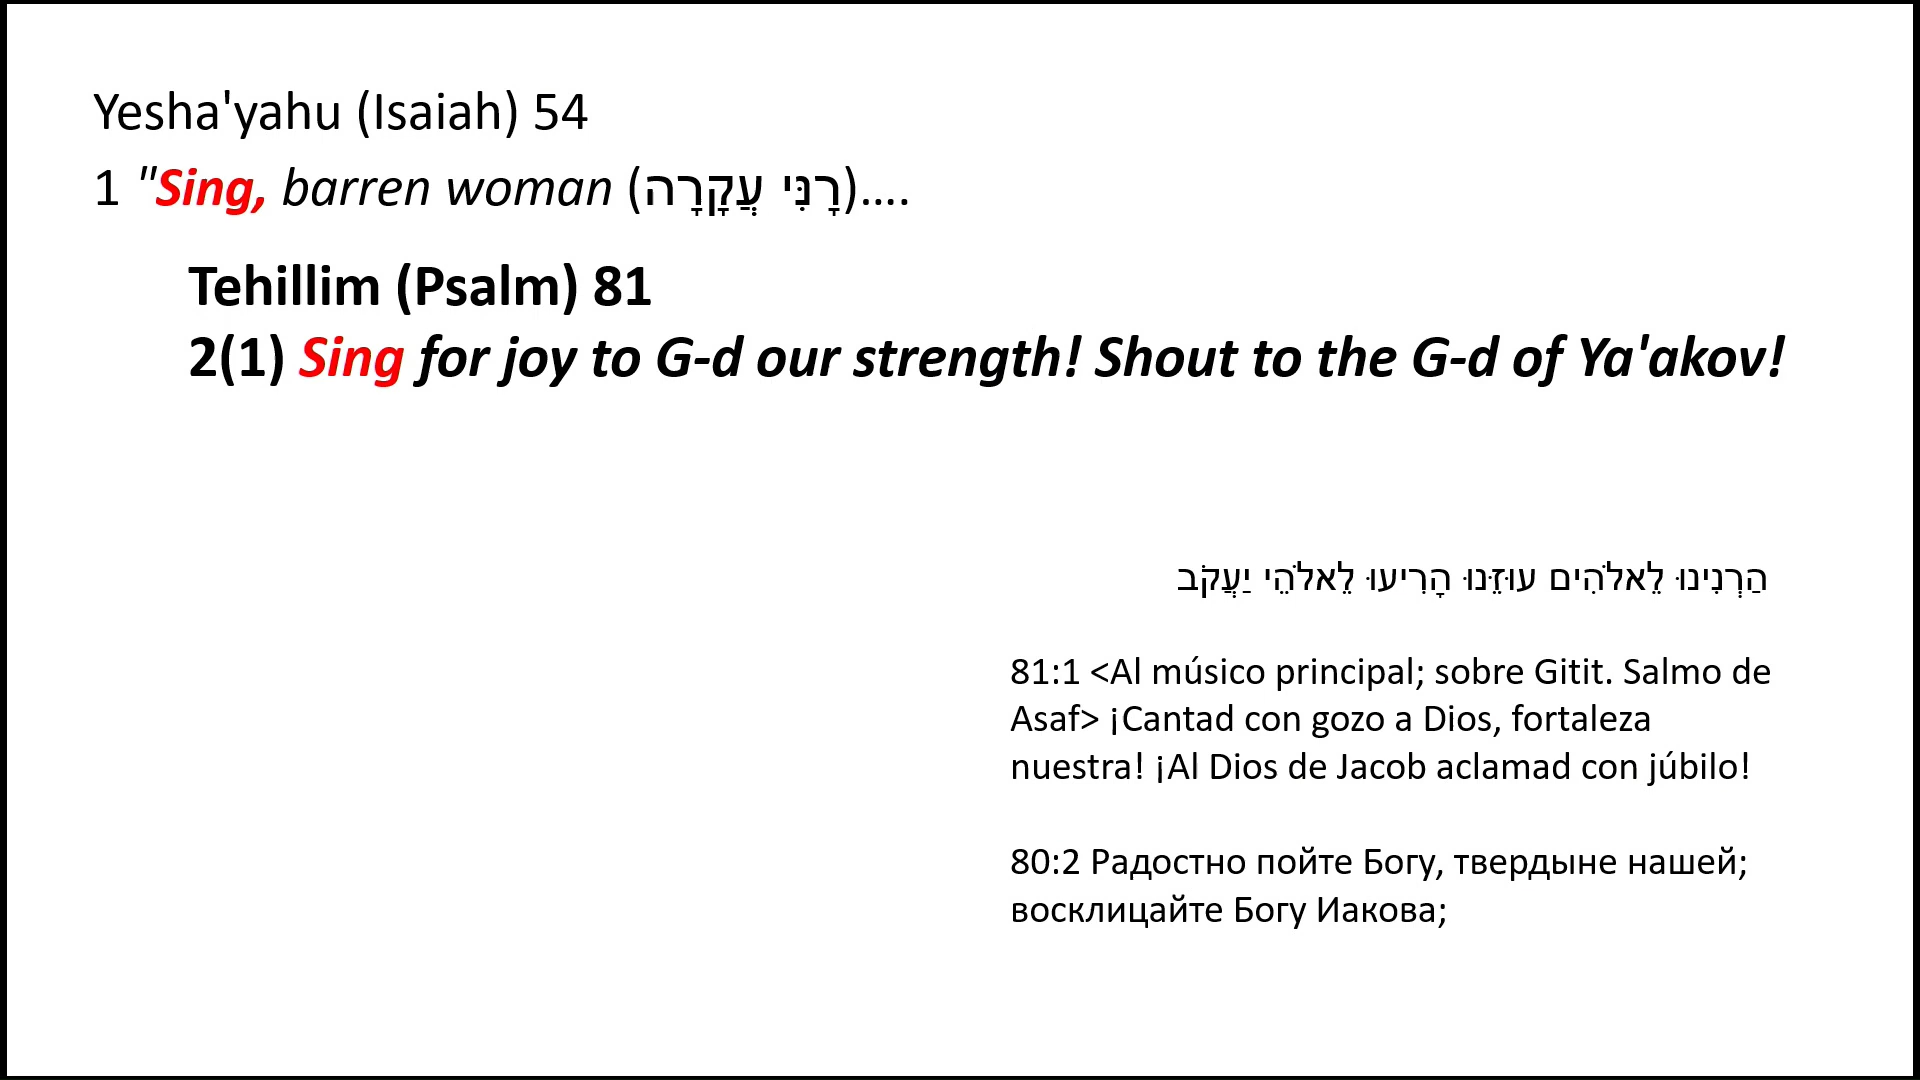 Yesha'yahu (Isaiah) 54
1 "Sing, barren woman (רָנִּי עֲקָרָה)….
Tehillim (Psalm) 81
2(1) Sing for joy to G-d our strength! Shout to the G-d of Ya'akov!
הַרְנִינוּ לֵאלֹהִים עוּזֵּנוּ הָרִיעוּ לֵאלֹהֵי יַעֲקֹב
81:1 <Al músico principal; sobre Gitit. Salmo de
Asaf> ¡Cantad con gozo a Dios, fortaleza
nuestra! ¡Al Dios de Jacob aclamad con júbilo!
80:2 Радостно пойте Богу, твердыне нашей;
восклицайте Богу Иакова;